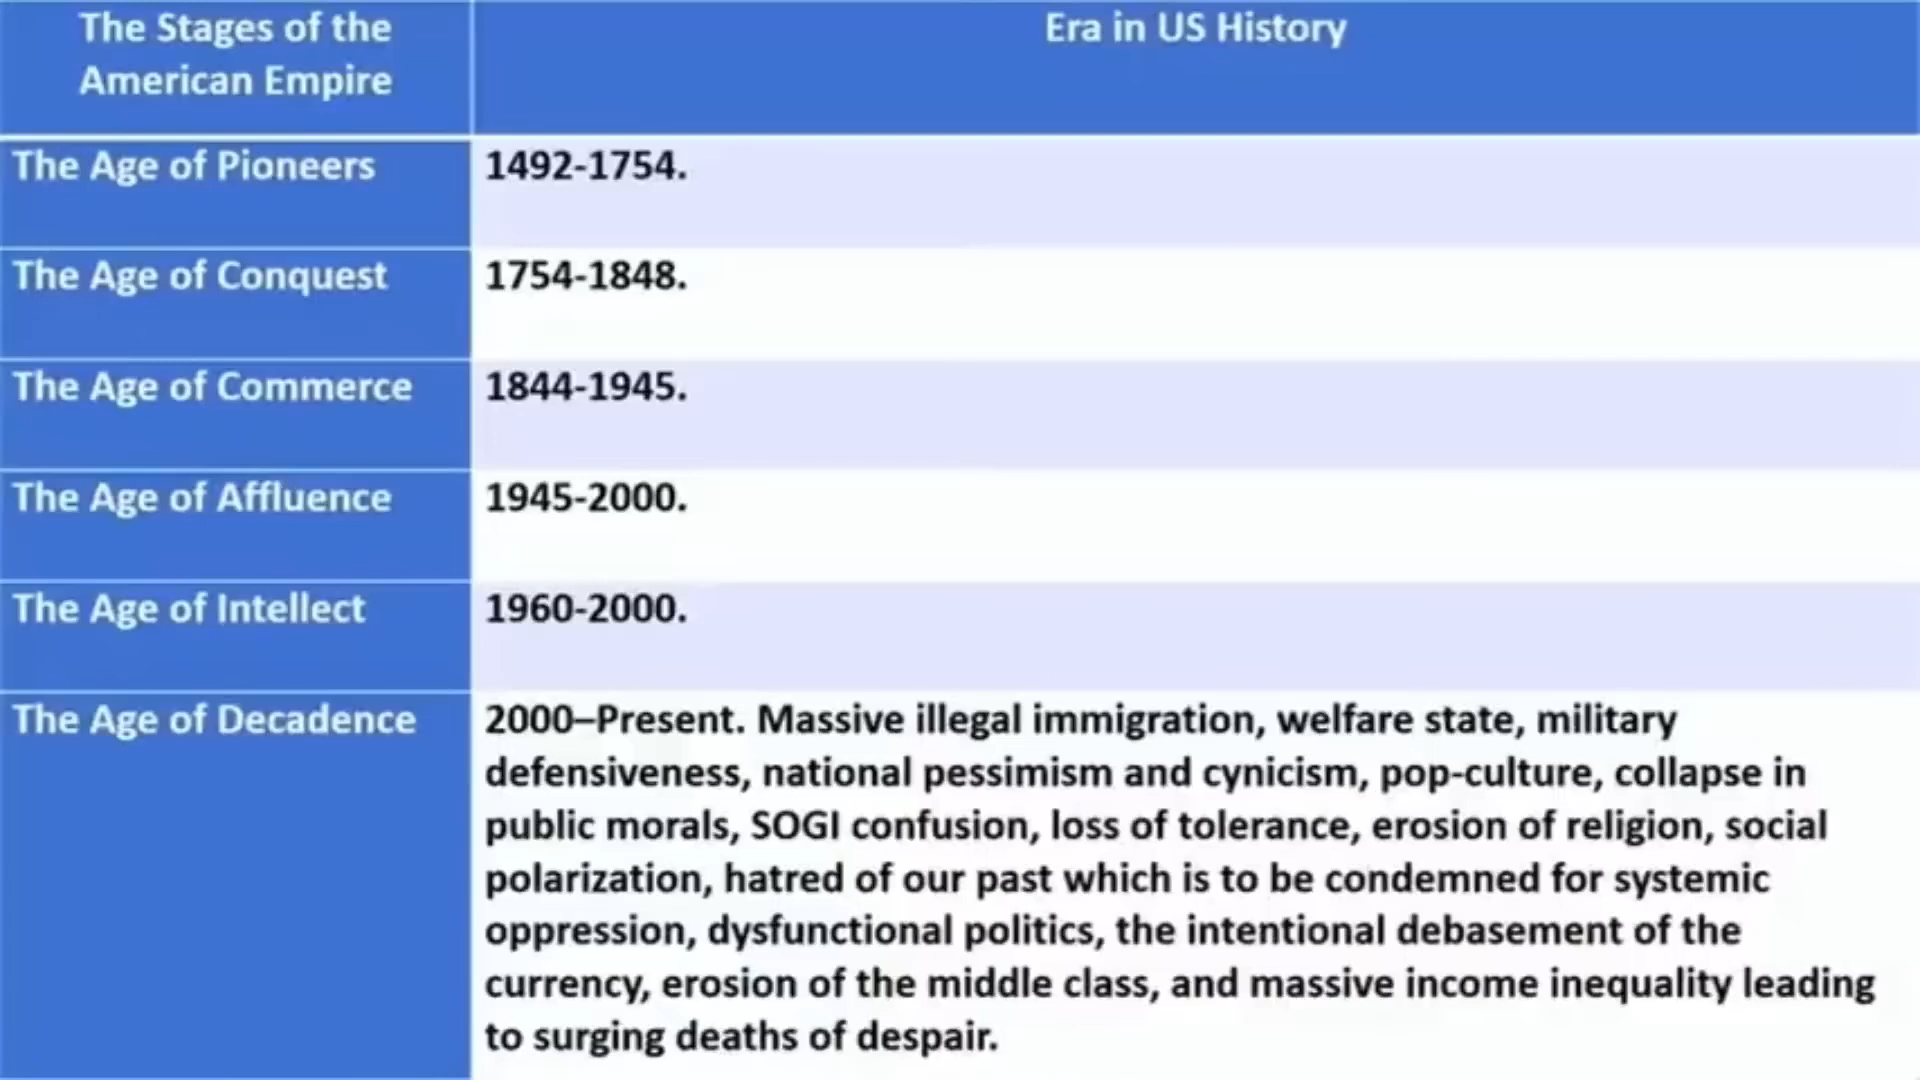 The Stages of the
American Empire
Era in US History
The Age of Pioneers
1492-1754.
The Age of Conquest
1754-1848.
The Age of Commerce
1844-1945.
The Age of Affluence
1945-2000.
The Age of Intellect
1960-2000.
The Age of Decadence
2000–Present. Massive illegal immigration, welfare state, military
defensiveness, national pessimism and cynicism, pop-culture, collapse in
public morals, SOGI confusion, loss of tolerance, erosion of religion, social
polarization, hatred of our past which is to be condemned for systemic
oppression, dysfunctional politics, the intentional debasement of the
currency, erosion of the middle class, and massive income inequality leading
to surging deaths of despair.